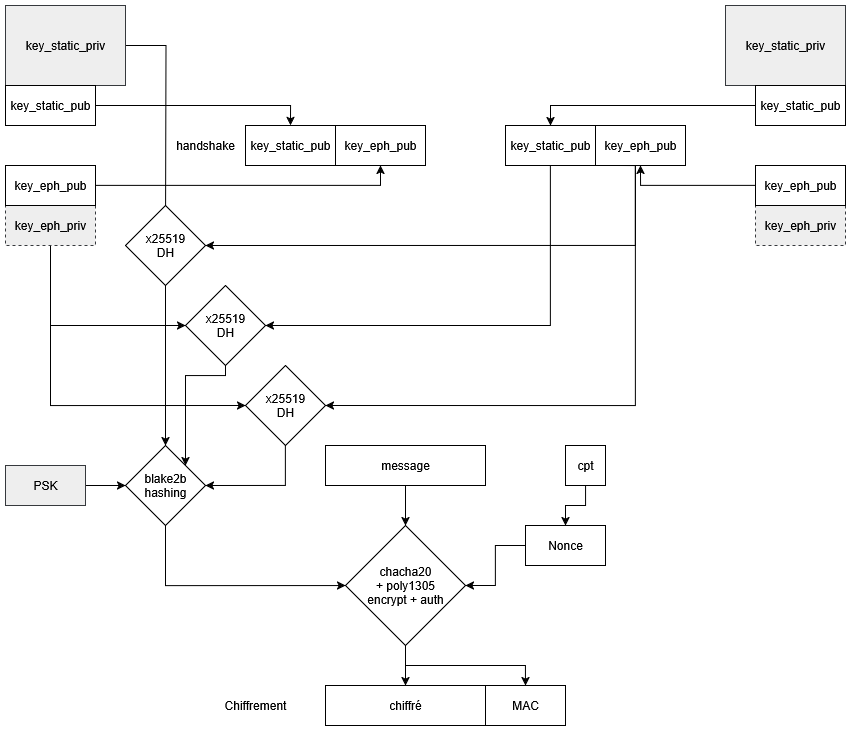 key_static_priv
key_static_priv
key_static_pub
key_static_pub
handshake
key_static_pub
key_eph_pub
key_static_pub
key_eph_pub
key_eph_pub
key_eph_pub
key_eph_priv
key_eph_priv
x25519
DH
x25519
DH
x25519
DH
PSK
blake2b
hashing
message
cpt
Nonce
chacha20
+ poly1305
encrypt + auth
Chiffrement
chiffré
MAC